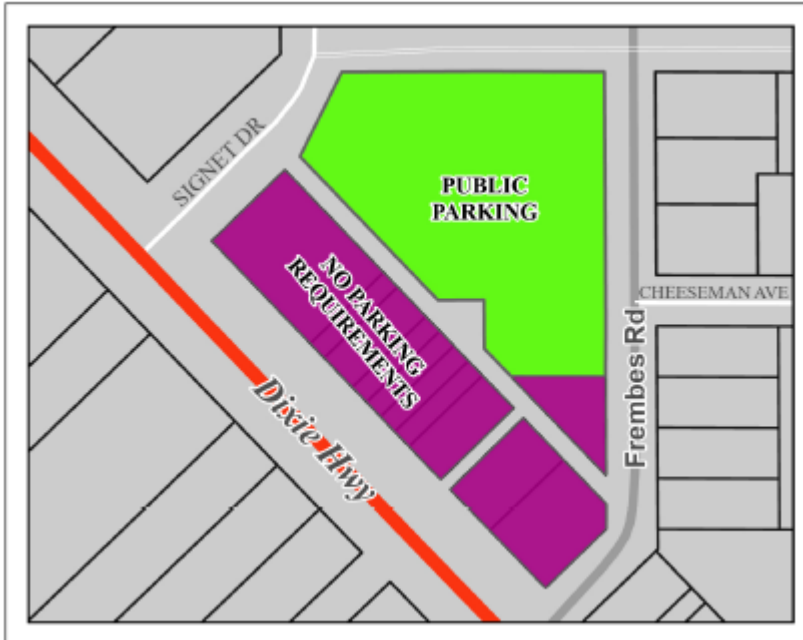 SIGNET DR
PUBLIC
PARKING
NO PARKING
REQUIREMENTS
CHEESEMAN AVE
Frembes Rd
Dixie Hwy